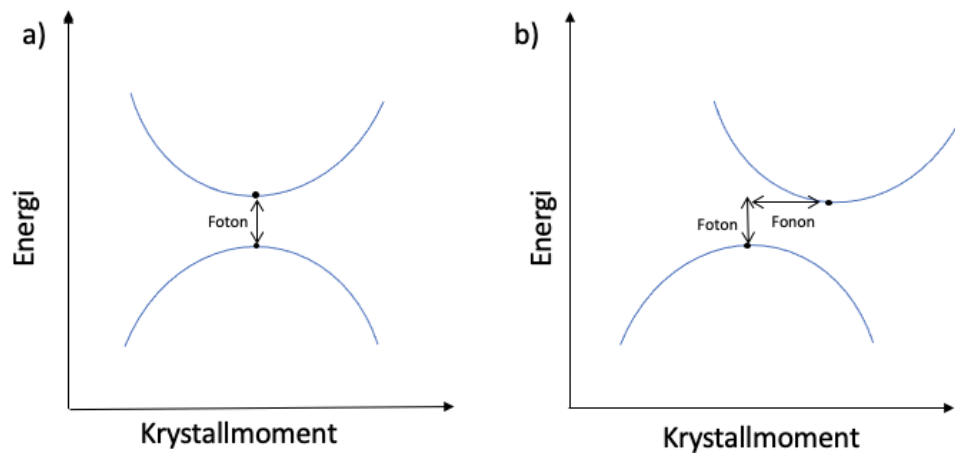 a)
Energi
Foton
Krystallmoment
b)
Energi
Foton
Fonon
Krystallmoment